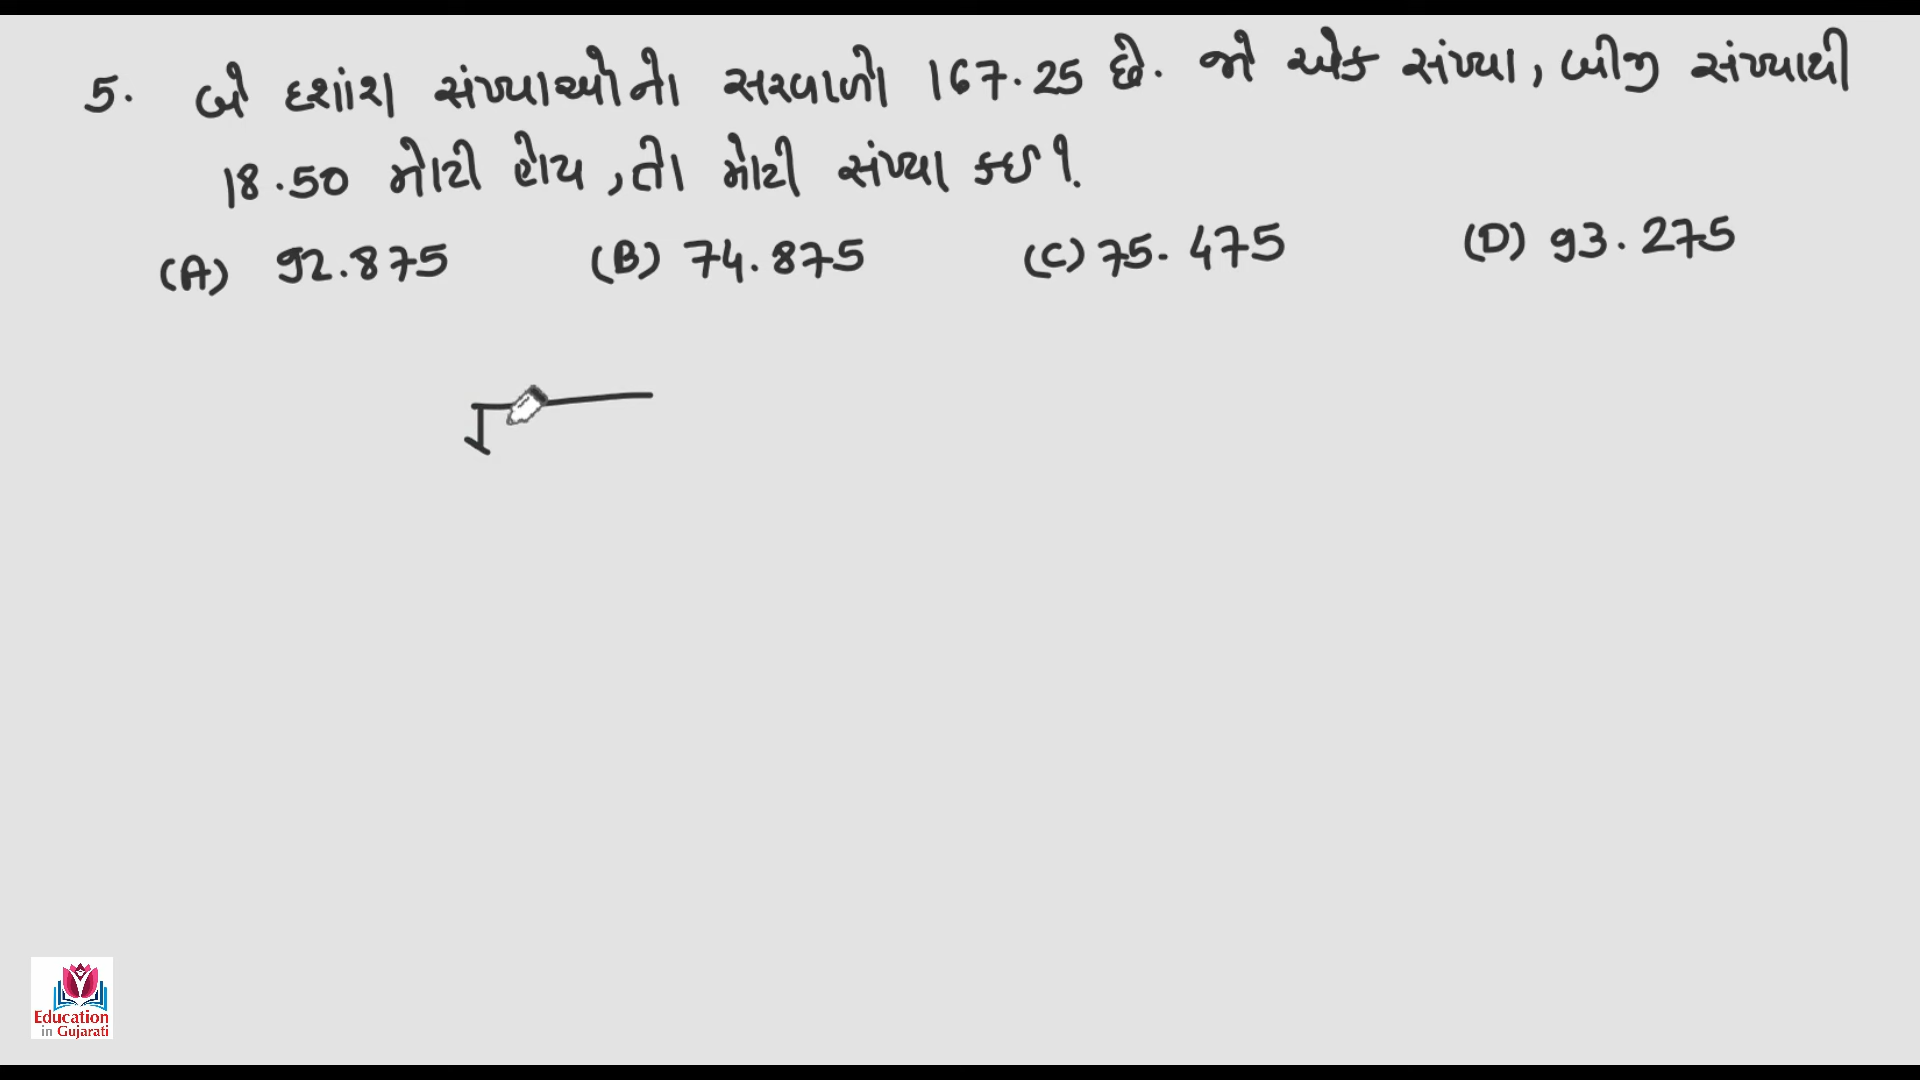 5. બે દશાંશ સંખ્યાઓનો સરવાળો 167.25 છે. જો એક સંખ્યા, બીજી સંખ્યાથી
18.50 મોટી હોય, તો મોટી સંખ્યા કઈ?
(A) 92.875 (B) 74.875 (C) 75.475 (D) 93.275
Education
in Gujarati